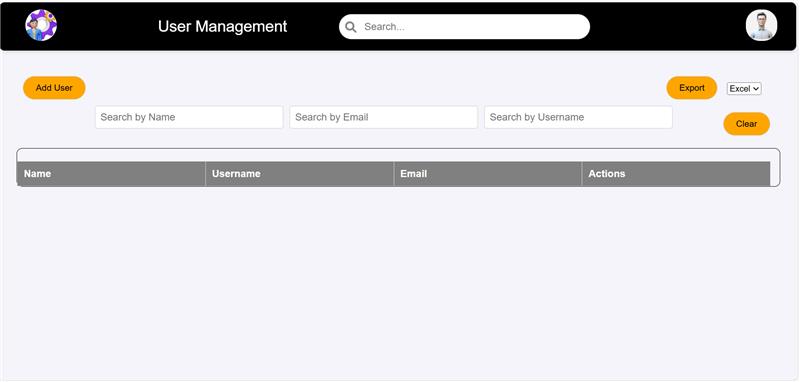 User Management
Search...
Add User
Export
Excel
Search by Name
Search by Email
Search by Username
Clear
Name
Username
Email
Actions